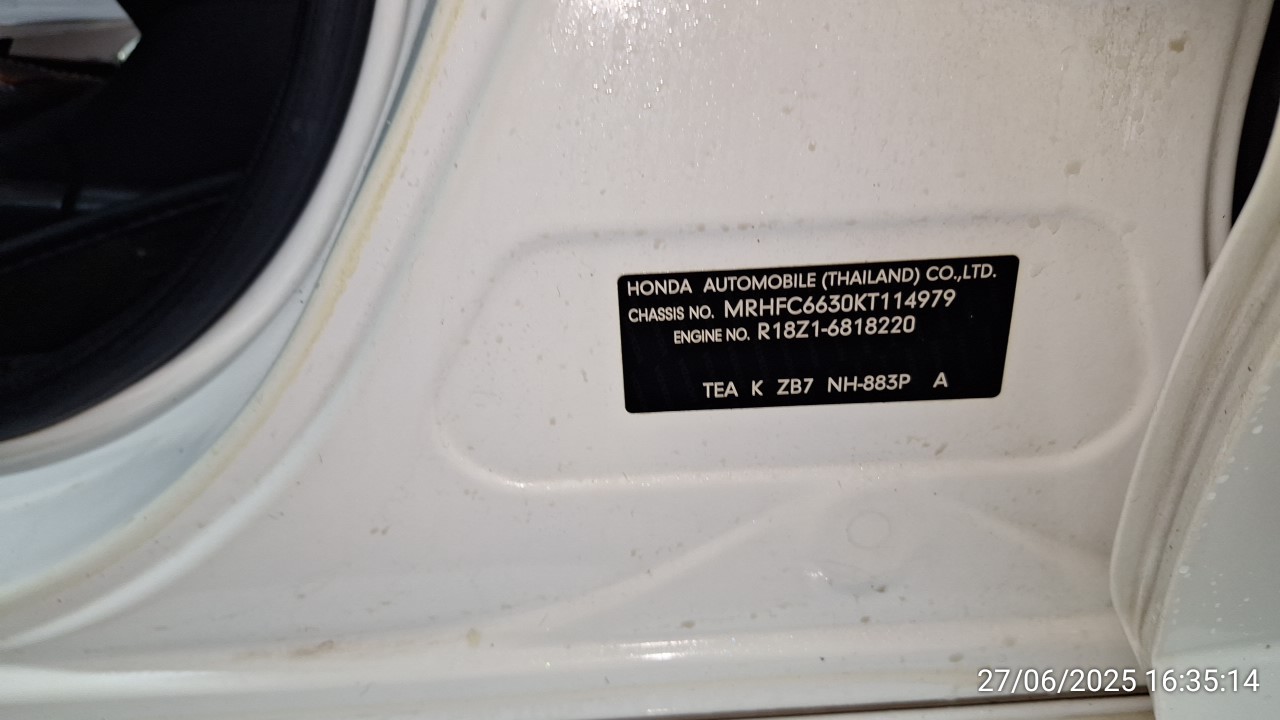 HONDA AUTOMOBILE (THAILAND) CO.,LTD.
CHASSIS NO. MRHFC6630KT114979
ENGINE NO. R18Z1-6818220
TEA K ZB7 NH-883P A
27/06/2025 16:35:14